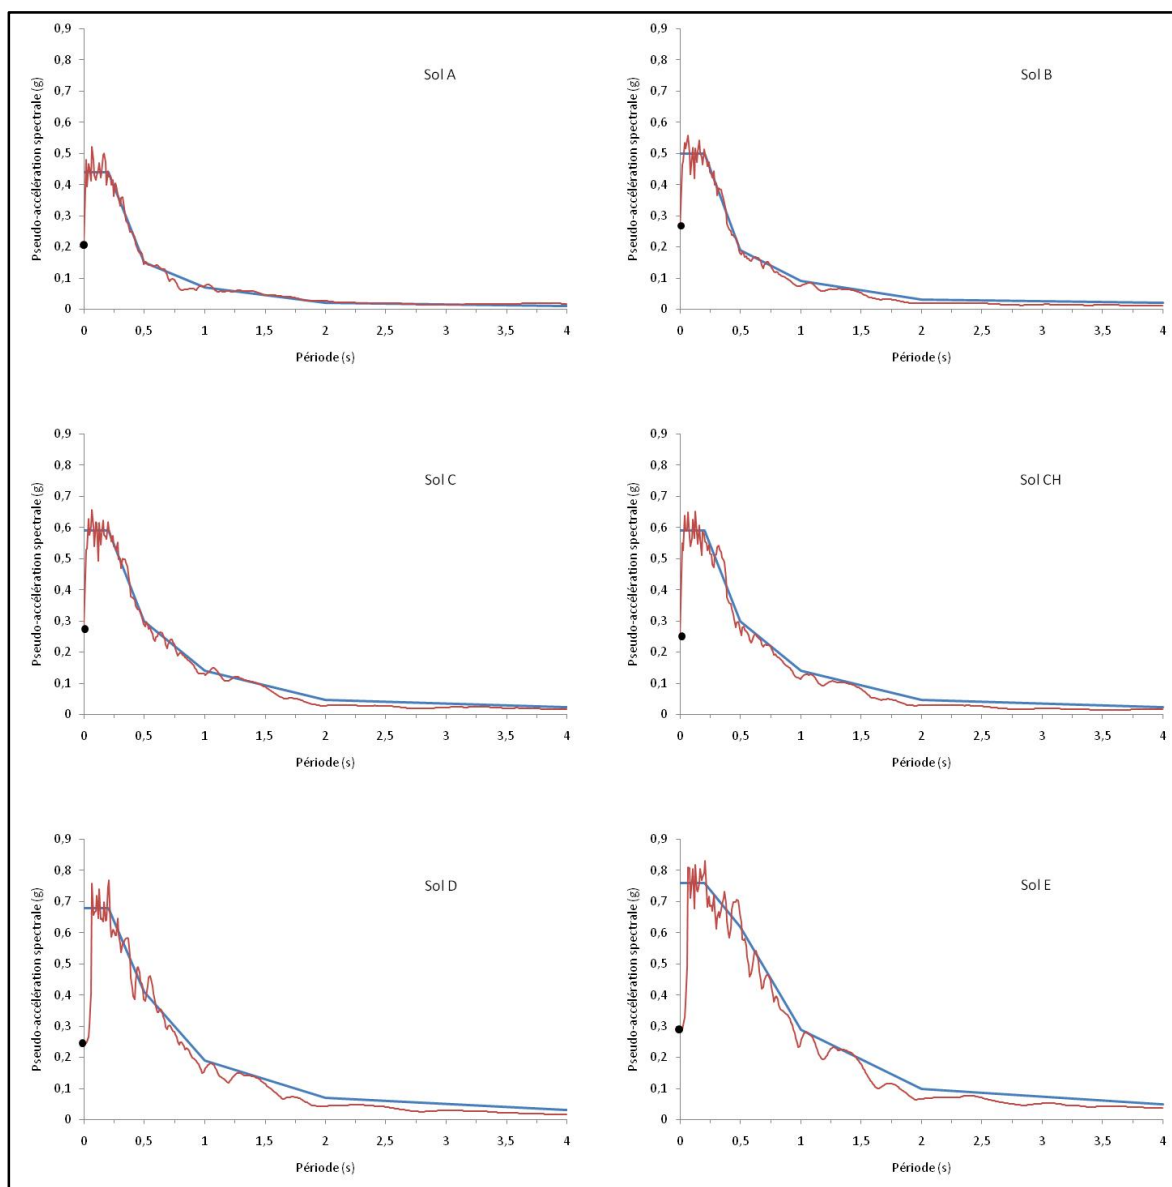 Sol A
Pseudo-accélération spectrale (g)
0,9
0,8
0,7
0,6
0,5
0,4
0,3
0,2
0,1
0
0 0,5 1 1,5 2 2,5 3 3,5 4
Période (s)
Sol B
Pseudo-accélération spectrale (g)
0,9
0,8
0,7
0,6
0,5
0,4
0,3
0,2
0,1
0
0 0,5 1 1,5 2 2,5 3 3,5 4
Période (s)
Sol C
Pseudo-accélération spectrale (g)
0,9
0,8
0,7
0,6
0,5
0,4
0,3
0,2
0,1
0
0 0,5 1 1,5 2 2,5 3 3,5 4
Période (s)
Sol CH
Pseudo-accélération spectrale (g)
0,9
0,8
0,7
0,6
0,5
0,4
0,3
0,2
0,1
0
0 0,5 1 1,5 2 2,5 3 3,5 4
Période (s)
Sol D
Pseudo-accélération spectrale (g)
0,9
0,8
0,7
0,6
0,5
0,4
0,3
0,2
0,1
0
0 0,5 1 1,5 2 2,5 3 3,5 4
Période (s)
Sol E
Pseudo-accélération spectrale (g)
0,9
0,8
0,7
0,6
0,5
0,4
0,3
0,2
0,1
0
0 0,5 1 1,5 2 2,5 3 3,5 4
Période (s)